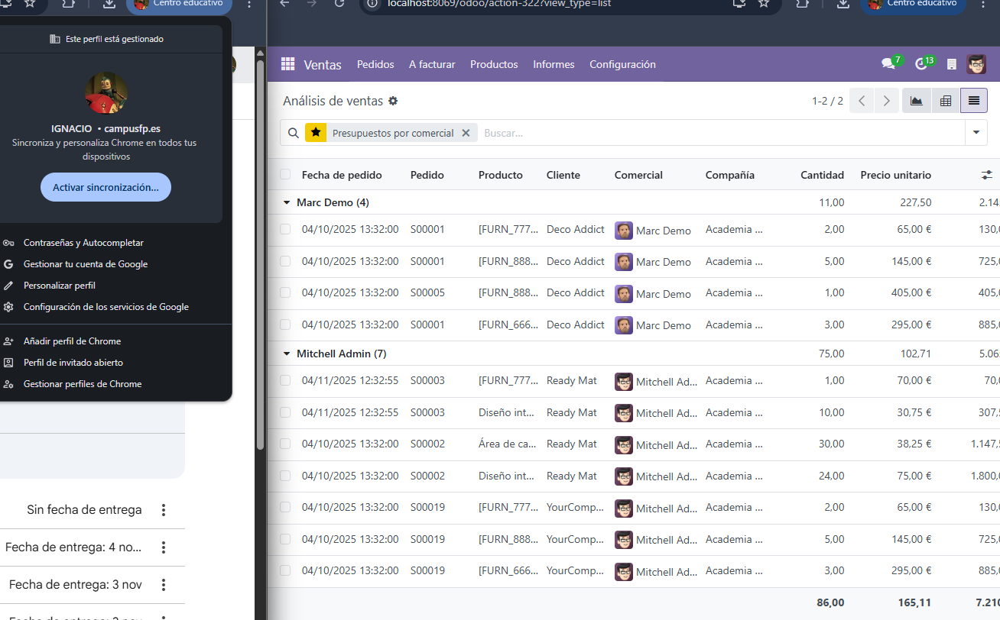 Centro educativo
Este perfil está gestionado
IGNACIO • campusfp.es
Sincroniza y personaliza Chrome en todos tus
dispositivos
Activar sincronización...
Contraseñas y Autocompletar
Gestionar tu cuenta de Google
Personalizar perfil
Configuración de los servicios de Google
Añadir perfil de Chrome
Perfil de invitado abierto
Gestionar perfiles de Chrome
Sin fecha de entrega
Fecha de entrega: 4 no...
Fecha de entrega: 3 nov
localhost:8069/odoo/action-322?view_type=list
Centro educativo
Ventas Pedidos A facturar Productos Informes Configuración 7 13
Análisis de ventas 1-2 / 2
Presupuestos por comercial Buscar...
Fecha de pedido Pedido Producto Cliente Comercial Compañía Cantidad Precio unitario
Marc Demo (4) 11,00 227,50 2.14
04/10/2025 13:32:00 S00001 [FURN_777... Deco Addict Marc Demo Academia ... 2,00 65,00 € 130,
04/10/2025 13:32:00 S00001 [FURN_888... Deco Addict Marc Demo Academia ... 5,00 145,00 € 725,
04/10/2025 13:32:00 S00005 [FURN_888... Deco Addict Marc Demo Academia ... 1,00 405,00 € 405,
04/10/2025 13:32:00 S00001 [FURN_666... Deco Addict Marc Demo Academia ... 3,00 295,00 € 885,
Mitchell Admin (7) 75,00 102,71 5.06
04/11/2025 12:32:55 S00003 [FURN_777... Ready Mat Mitchell Ad... Academia ... 1,00 70,00 € 70,
04/11/2025 12:32:55 S00003 Diseño int... Ready Mat Mitchell Ad... Academia ... 10,00 30,75 € 307,
04/10/2025 13:32:00 S00002 Área de ca... Ready Mat Mitchell Ad... Academia ... 30,00 38,25 € 1.147,
04/10/2025 13:32:00 S00002 Diseño int... Ready Mat Mitchell Ad... Academia ... 24,00 75,00 € 1.800,
04/10/2025 13:32:00 S00019 [FURN_777... YourComp... Mitchell Ad... Academia ... 2,00 65,00 € 130,
04/10/2025 13:32:00 S00019 [FURN_888... YourComp... Mitchell Ad... Academia ... 5,00 145,00 € 725,
04/10/2025 13:32:00 S00019 [FURN_666... YourComp... Mitchell Ad... Academia ... 3,00 295,00 € 885,
86,00 165,11 7.210